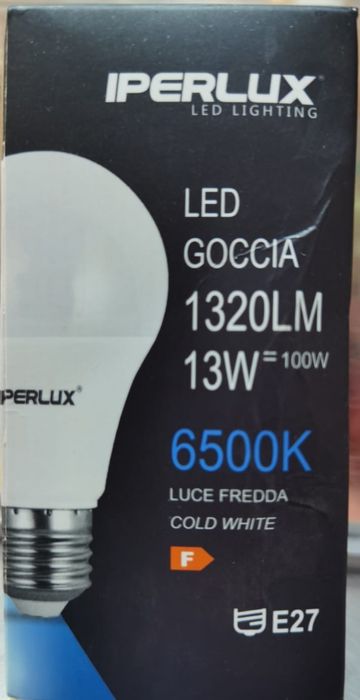 IPERLUX®
LED LIGHTING
LED
GOCCIA
1320LM
13W=100W
IPERLUX®
6500K
LUCE FREDDA
COLD WHITE
F
E27